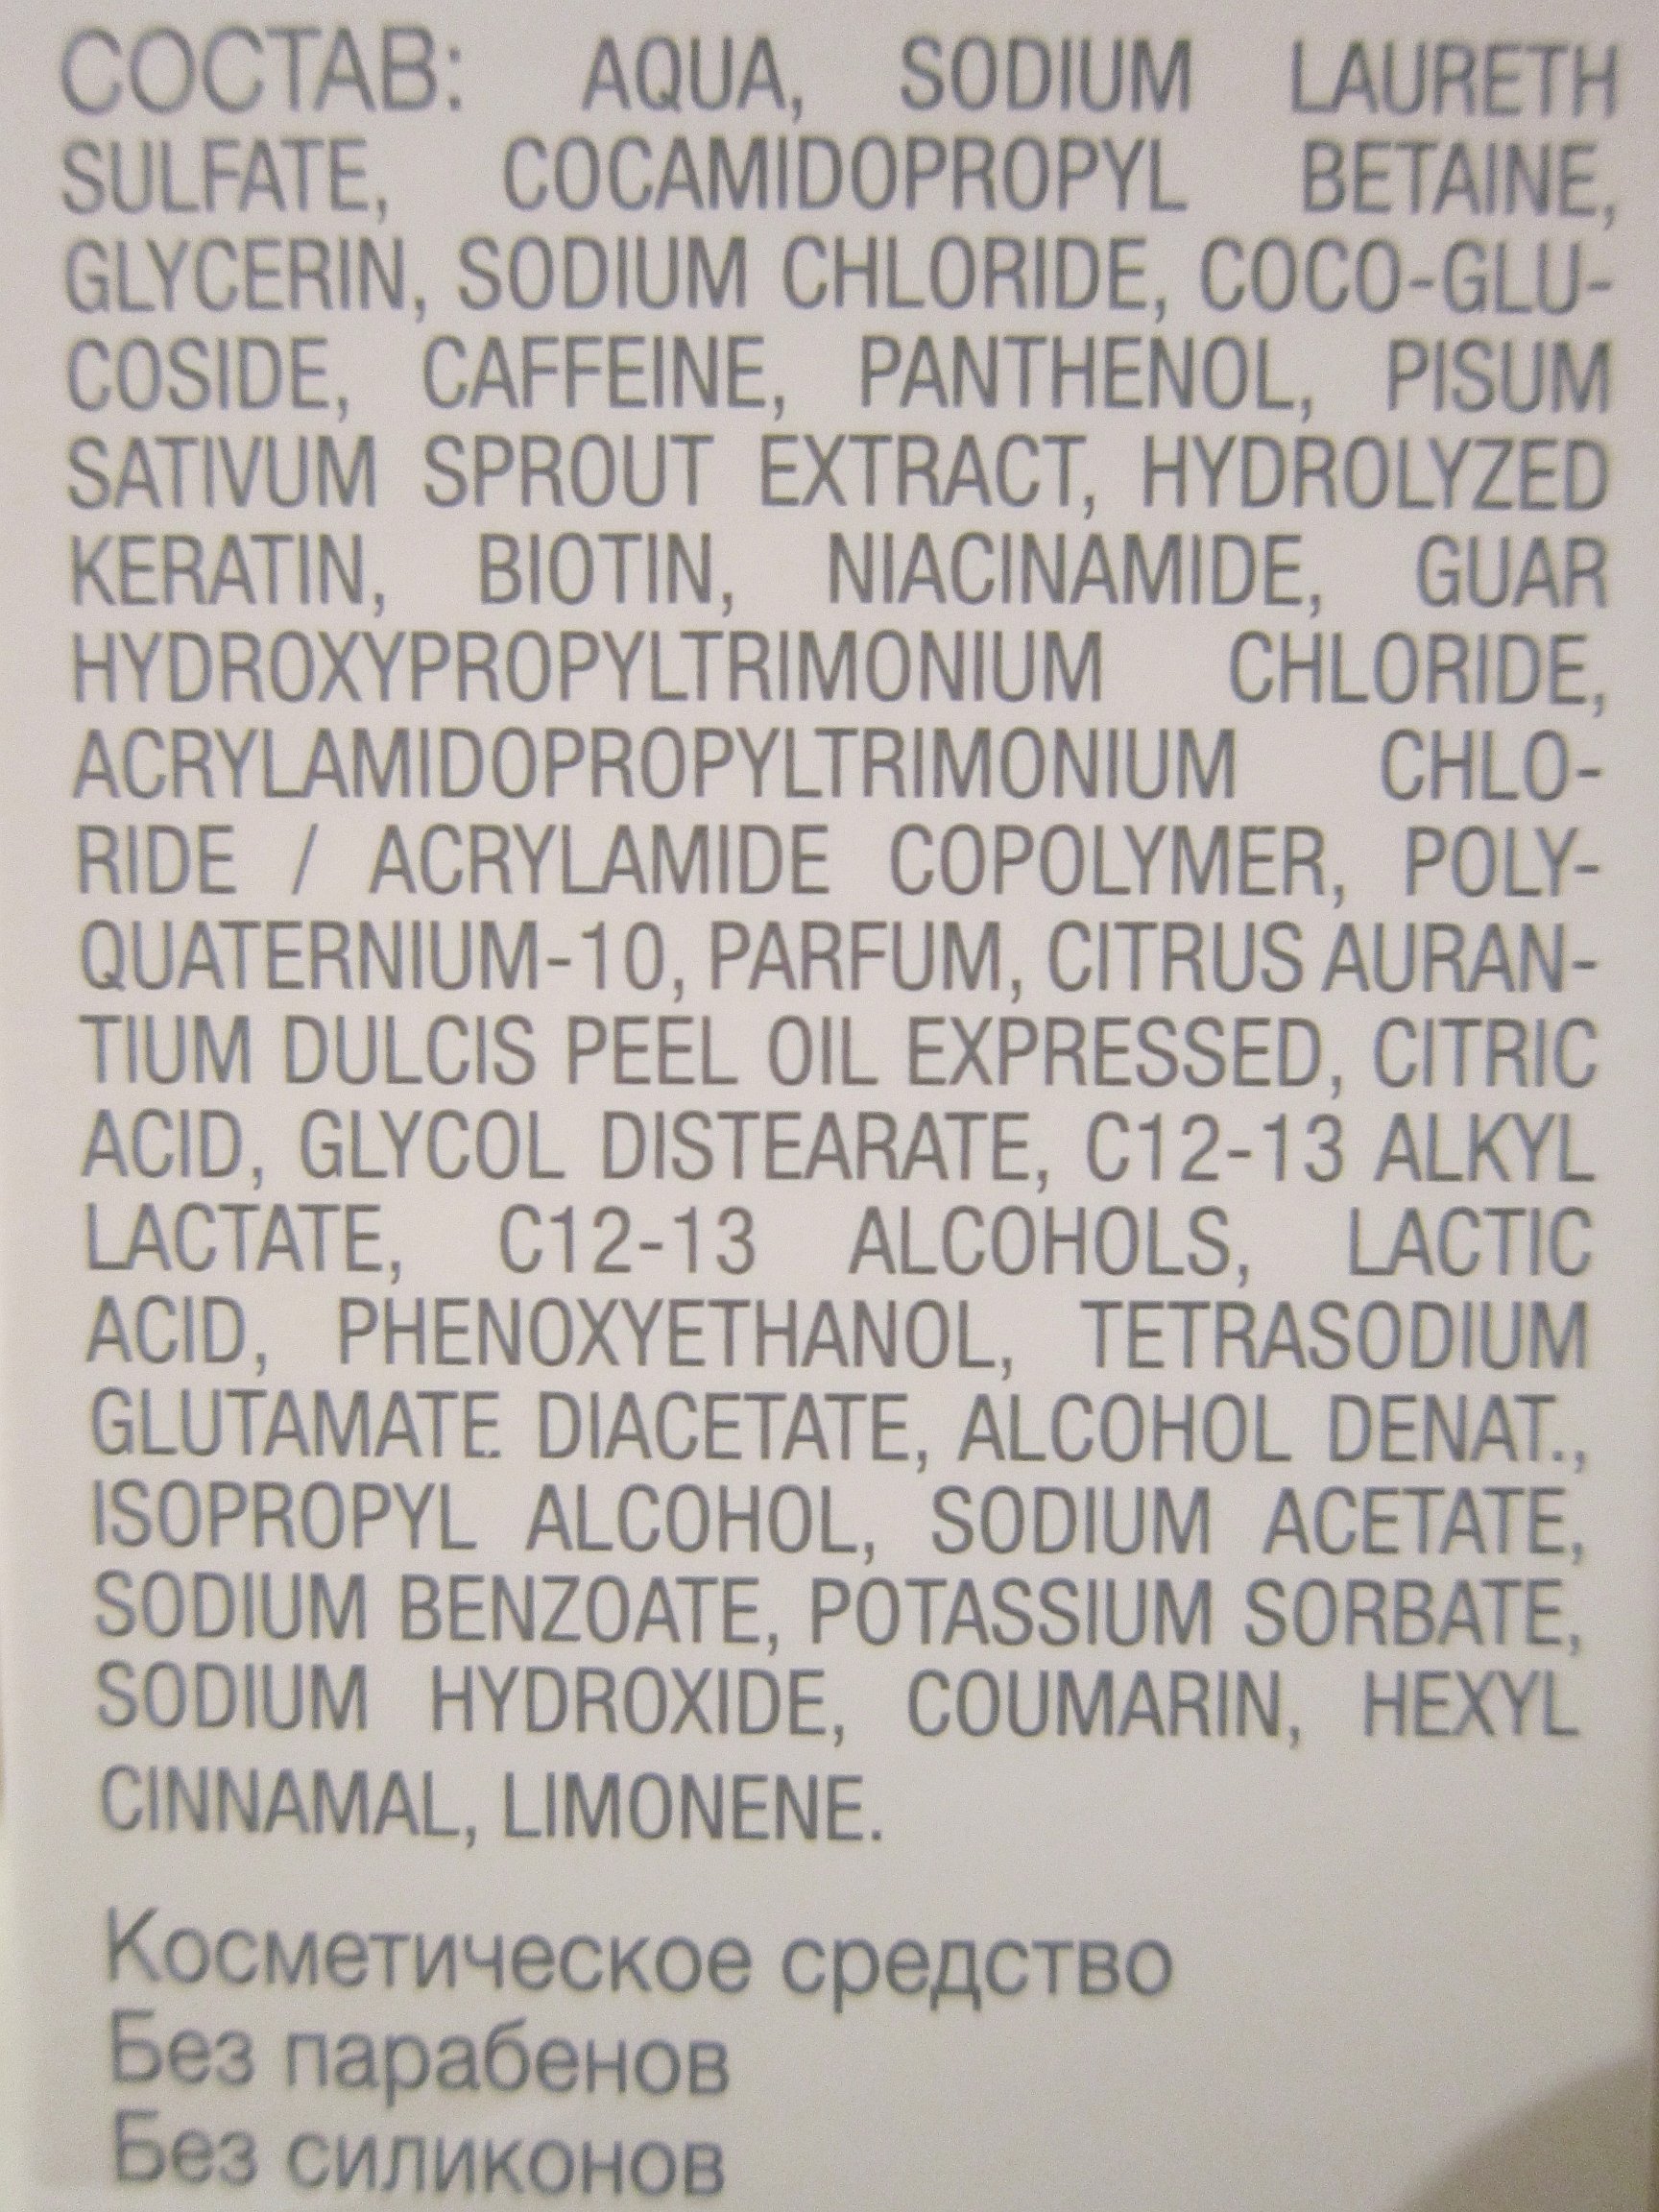 СОСТАВ: AQUA, SODIUM LAURETH
SULFATE, COCAMIDOPROPYL BETAINE,
GLYCERIN, SODIUM CHLORIDE, COCO-GLU-
COSIDE, CAFFEINE, PANTHENOL, PISUM
SATIVUM SPROUT EXTRACT, HYDROLYZED
KERATIN, BIOTIN, NIACINAMIDE, GUAR
HYDROXYPROPYLTRIMONIUM CHLORIDE,
ACRYLAMIDOPROPYLTRIMONIUM CHLO-
RIDE / ACRYLAMIDE COPOLYMER, POLY-
QUATERNIUM-10, PARFUM, CITRUS AURAN-
TIUM DULCIS PEEL OIL EXPRESSED, CITRIC
ACID, GLYCOL DISTEARATE, C12-13 ALKYL
LACTATE, C12-13 ALCOHOLS, LACTIC
ACID, PHENOXYETHANOL, TETRASODIUM
GLUTAMATE DIACETATE, ALCOHOL DENAT.,
ISOPROPYL ALCOHOL, SODIUM ACETATE,
SODIUM BENZOATE, POTASSIUM SORBATE,
SODIUM HYDROXIDE, COUMARIN, HEXYL
CINNAMAL, LIMONENE.
Косметическое средство
Без парабенов
Без силиконов